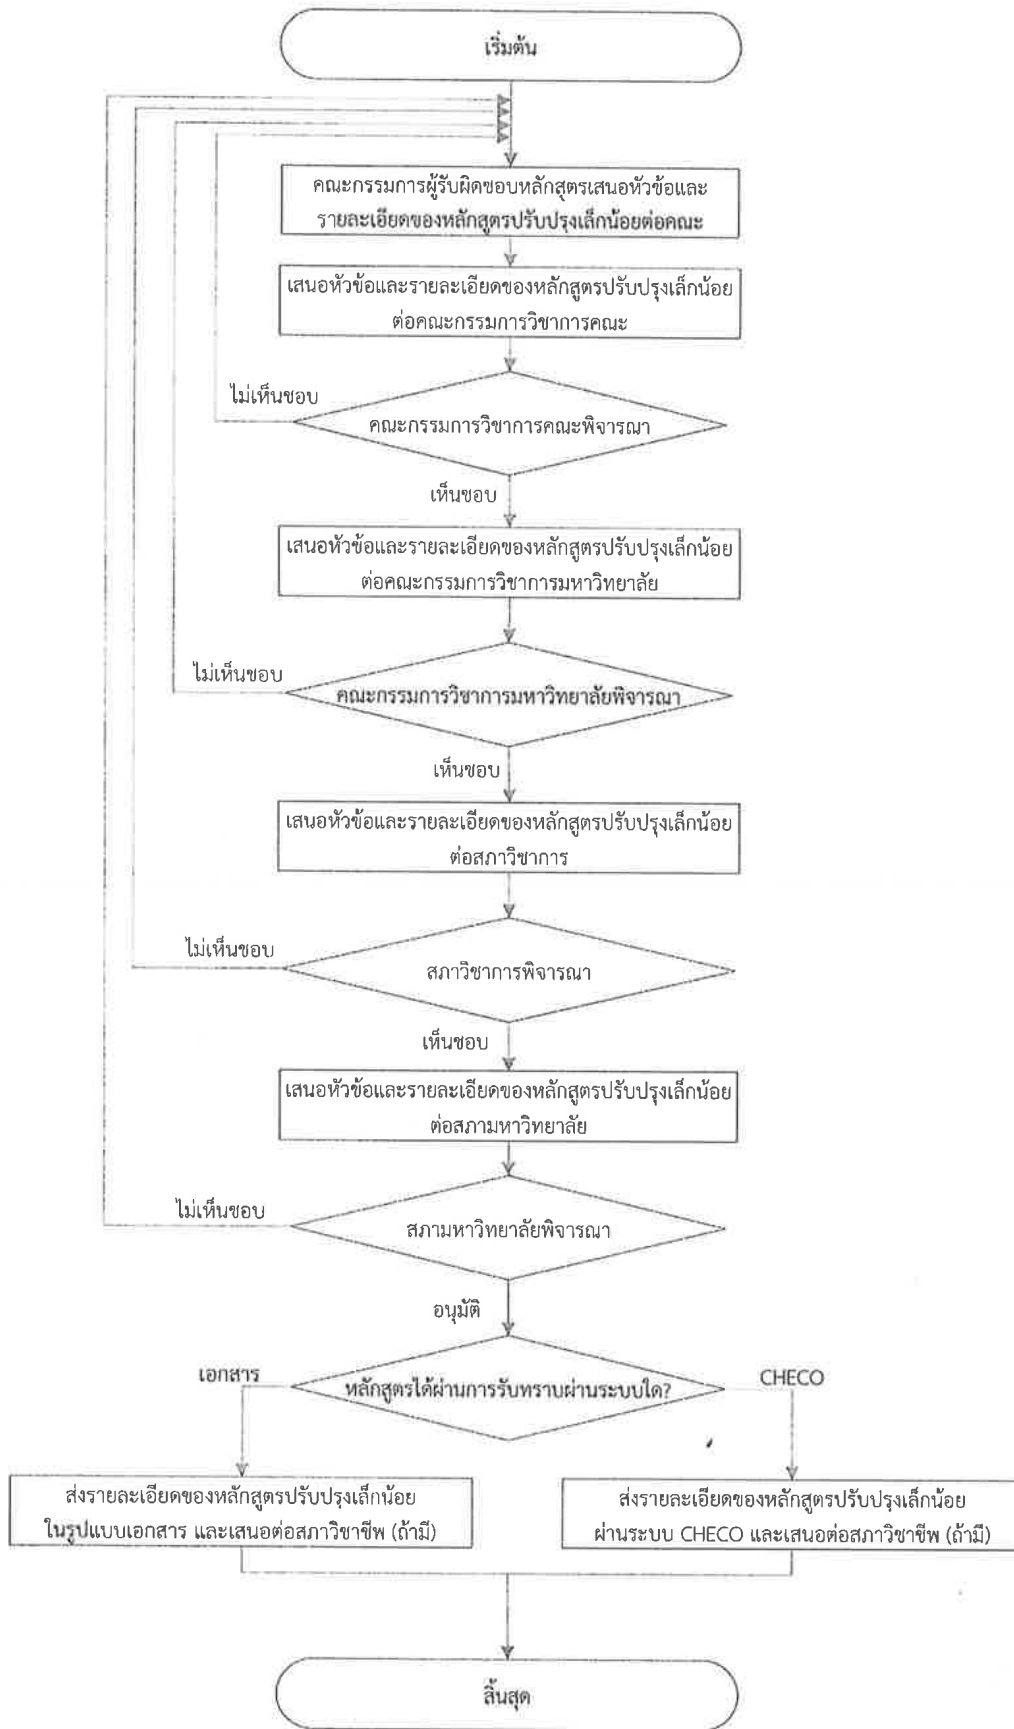 เริ่มต้น
คณะกรรมการผู้รับผิดชอบหลักสูตรเสนอหัวข้อและ
รายละเอียดของหลักสูตรปรับปรุงเล็กน้อยต่อคณะ
เสนอหัวข้อและรายละเอียดของหลักสูตรปรับปรุงเล็กน้อย
ต่อคณะกรรมการวิชาการคณะ
ไม่เห็นชอบ
คณะกรรมการวิชาการคณะพิจารณา
เห็นชอบ
เสนอหัวข้อและรายละเอียดของหลักสูตรปรับปรุงเล็กน้อย
ต่อคณะกรรมการวิชาการมหาวิทยาลัย
ไม่เห็นชอบ
คณะกรรมการวิชาการมหาวิทยาลัยพิจารณา
เห็นชอบ
เสนอหัวข้อและรายละเอียดของหลักสูตรปรับปรุงเล็กน้อย
ต่อสภาวิชาการ
ไม่เห็นชอบ
สภาวิชาการพิจารณา
เห็นชอบ
เสนอหัวข้อและรายละเอียดของหลักสูตรปรับปรุงเล็กน้อย
ต่อสภามหาวิทยาลัย
ไม่เห็นชอบ
สภามหาวิทยาลัยพิจารณา
อนุมัติ
เอกสาร
หลักสูตรได้ผ่านการรับทราบผ่านระบบใด?
CHECO
ส่งรายละเอียดของหลักสูตรปรับปรุงเล็กน้อย
ในรูปแบบเอกสาร และเสนอต่อสภาวิชาชีพ (ถ้ามี)
ส่งรายละเอียดของหลักสูตรปรับปรุงเล็กน้อย
ผ่านระบบ CHECO และเสนอต่อสภาวิชาชีพ (ถ้ามี)
สิ้นสุด